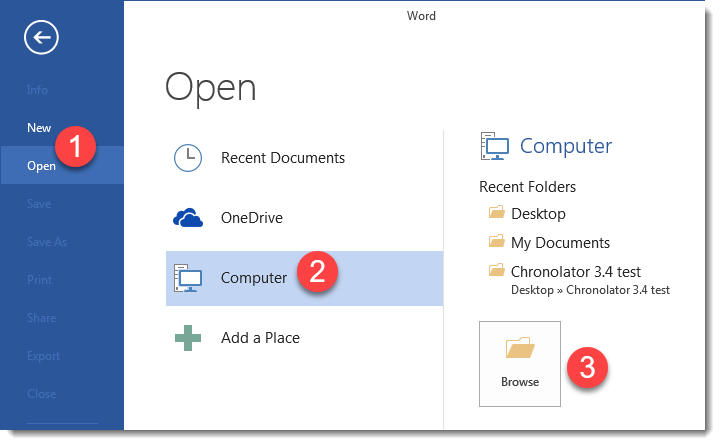 Word
Info
New
1
Open
Save
Save As
Print
Share
Export
Close
Open
Recent Documents
OneDrive
Computer
2
Add a Place
Computer
Recent Folders
Desktop
My Documents
Chronolator 3.4 test
Desktop » Chronolator 3.4 test
Browse
3